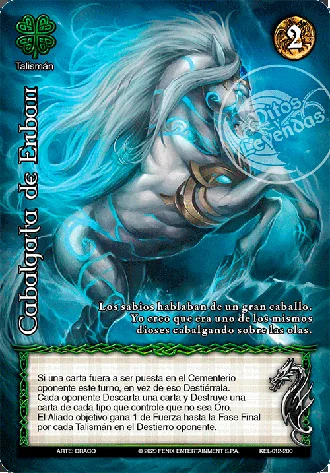 2
Talismán
Mitos y Leyendas
Cabalgata de Enbarr
Los sabios hablaban de un gran caballo.
Yo creo que era uno de los mismos
dioses cabalgando sobre las olas.
Si una carta fuera a ser puesta en el Cementerio
oponente este turno, en vez de eso Destiérrala.
Cada oponente Descarta una carta y Destruye una
carta de cada tipo que controle que no sea Oro.
El Aliado objetivo gana 1 de Fuerza hasta la Fase Final
por cada Talismán en el Destierro oponente.
ARTE: DRAGO
© 2020 FENIX ENTERTAINMENT S.P.A.